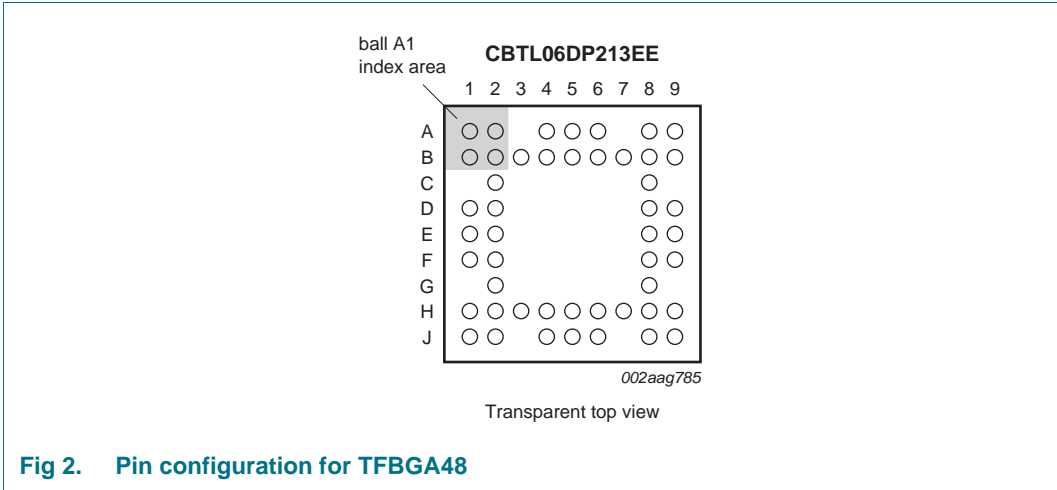 ball A1
index area
CBTL06DP213EE
1 2 3 4 5 6 7 8 9
A
B
C
D
E
F
G
H
J
002aag785
Transparent top view
Fig 2. Pin configuration for TFBGA48